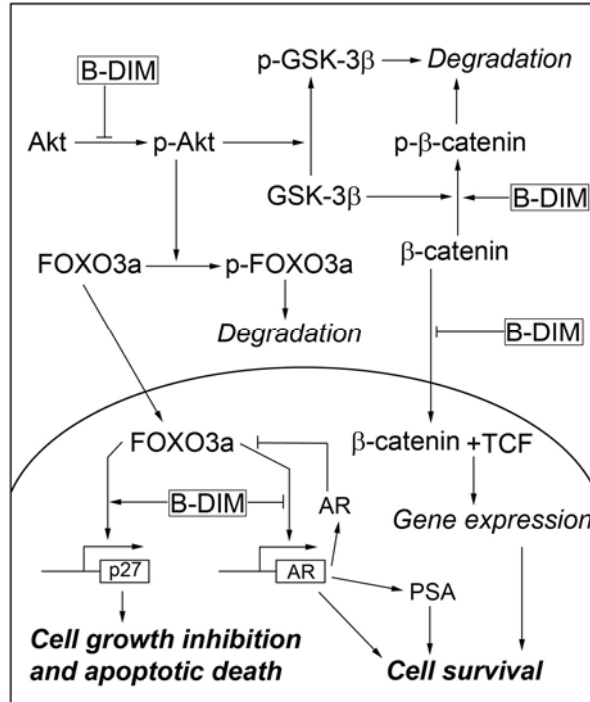 B-DIM
p-GSK-3β
Degradation
Akt
p-Akt
p-β-catenin
GSK-3β
B-DIM
FOXO3a
p-FOXO3a
β-catenin
Degradation
B-DIM
FOXO3a
β-catenin +TCF
B-DIM
AR
Gene expression
p27
AR
PSA
Cell growth inhibition
and apoptotic death
Cell survival